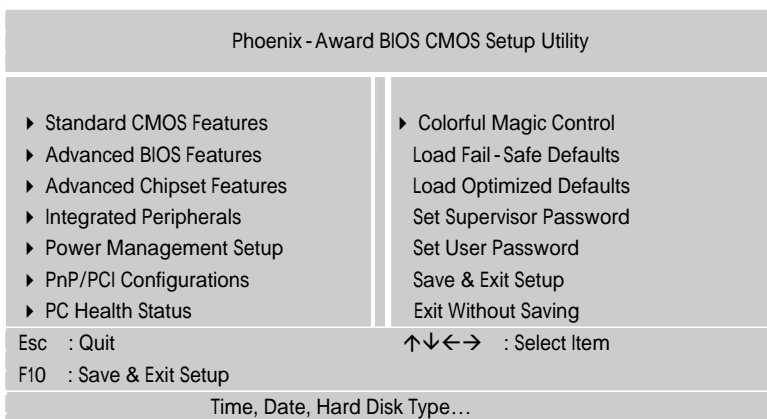 Phoenix - Award BIOS CMOS Setup Utility
▸ Standard CMOS Features
▸ Advanced BIOS Features
▸ Advanced Chipset Features
▸ Integrated Peripherals
▸ Power Management Setup
▸ PnP/PCI Configurations
▸ PC Health Status
▸ Colorful Magic Control
Load Fail - Safe Defaults
Load Optimized Defaults
Set Supervisor Password
Set User Password
Save & Exit Setup
Exit Without Saving
Esc : Quit
↑↓←→ : Select Item
F10 : Save & Exit Setup
Time, Date, Hard Disk Type…